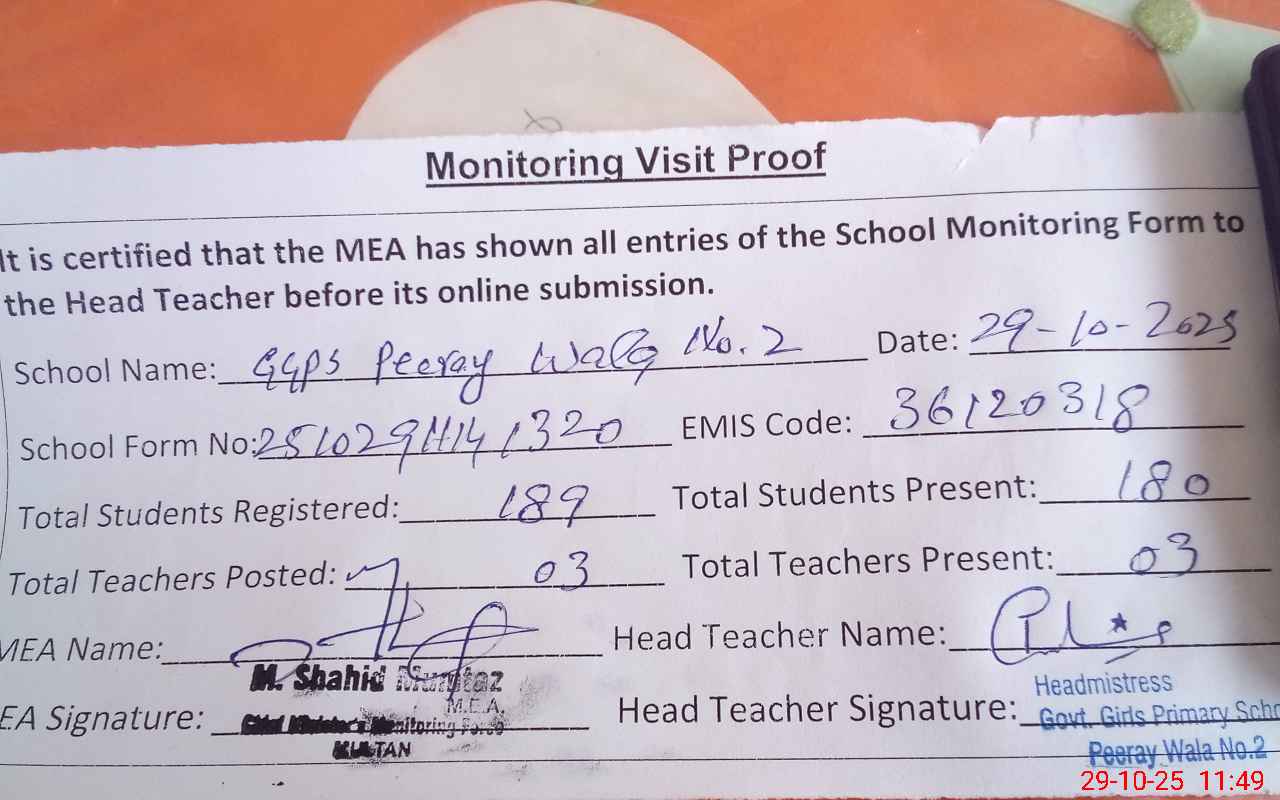 Monitoring Visit Proof
It is certified that the MEA has shown all entries of the School Monitoring Form to
the Head Teacher before its online submission.
School Name: GGPS Peeray Wala No. 2 Date: 29-10-2025
School Form No: EMIS Code: 36120318
Total Students Registered: 189 Total Students Present: 180
Total Teachers Posted: 03 Total Teachers Present: 03
MEA Name: Head Teacher Name:
M. Shahid Mumtaz Headmistress
M.E.A.
EA Signature: Monitoring Force Head Teacher Signature: Govt. Girls Primary Scho
MULTAN Peeray Wala No.2
29-10-25 11:49